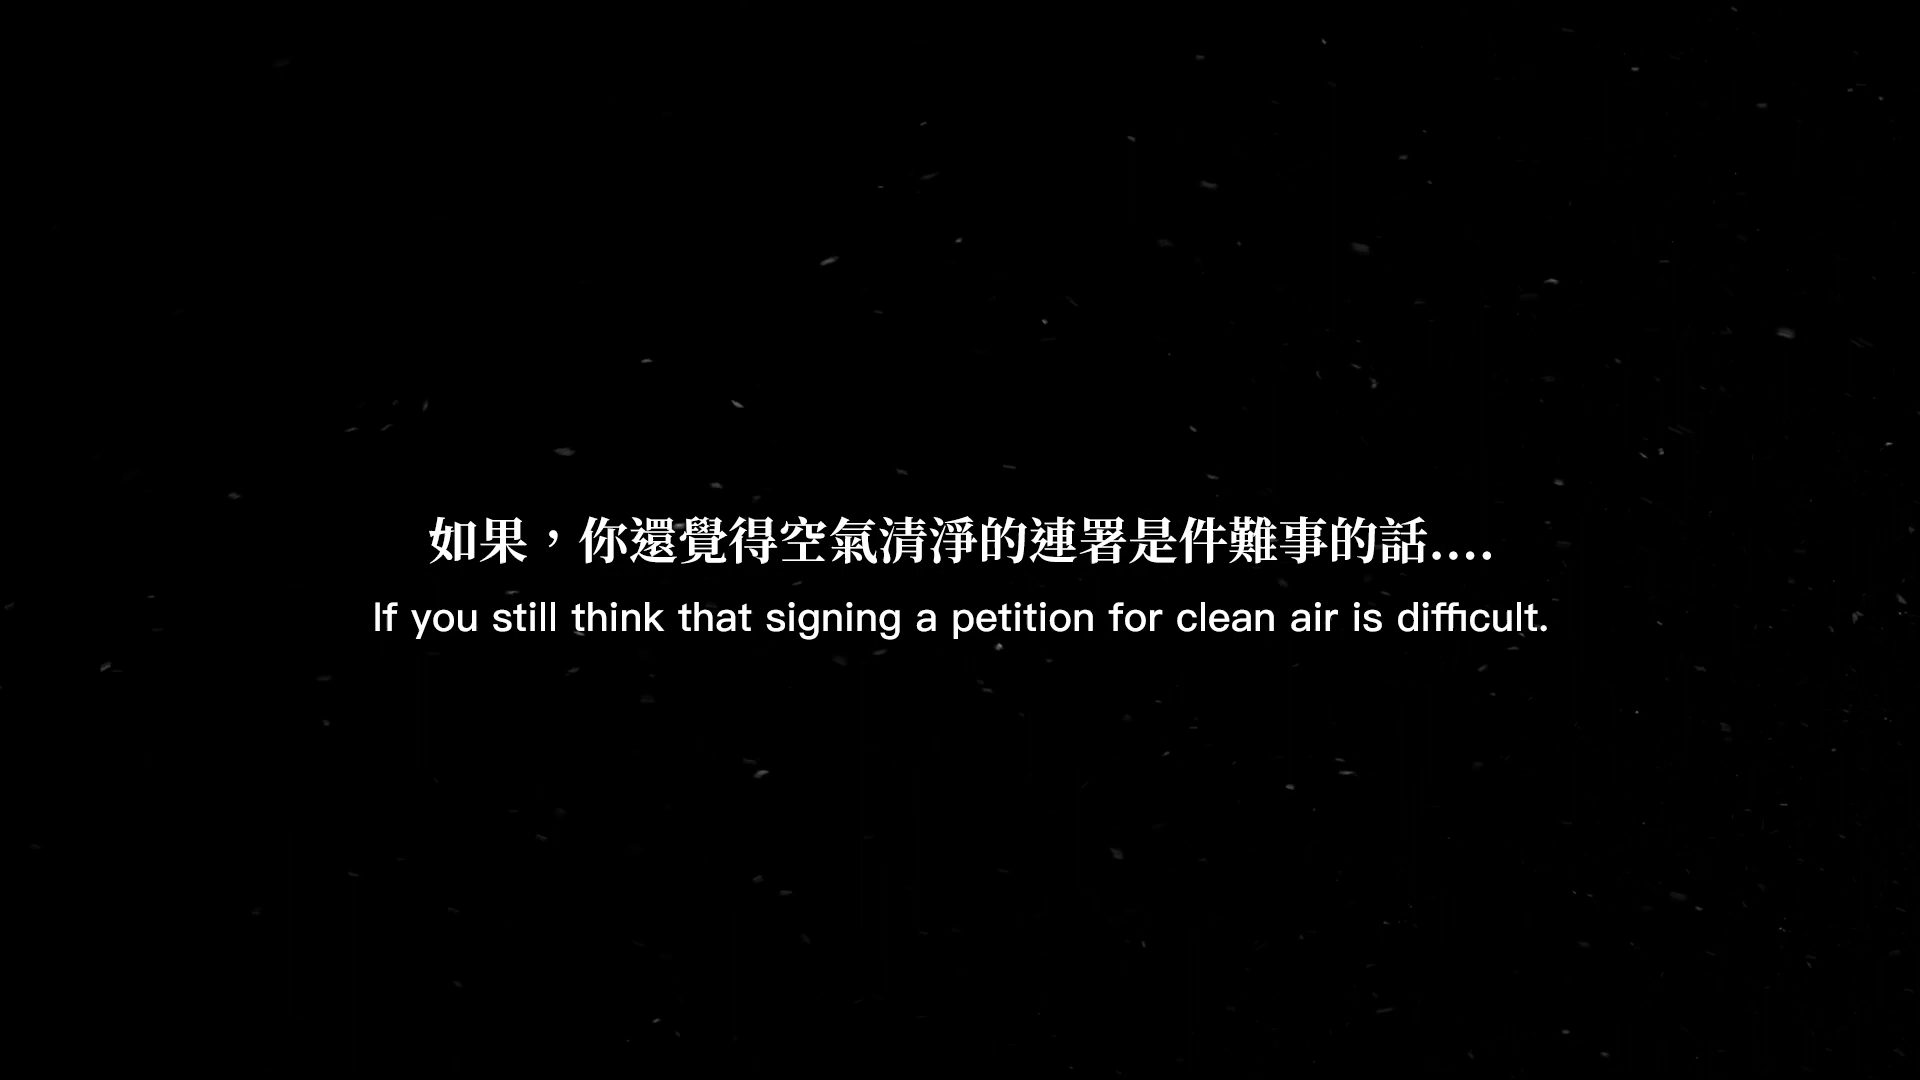 如果，你還覺得空氣清淨的連署是件難事的話....
If you still think that signing a petition for clean air is difficult.